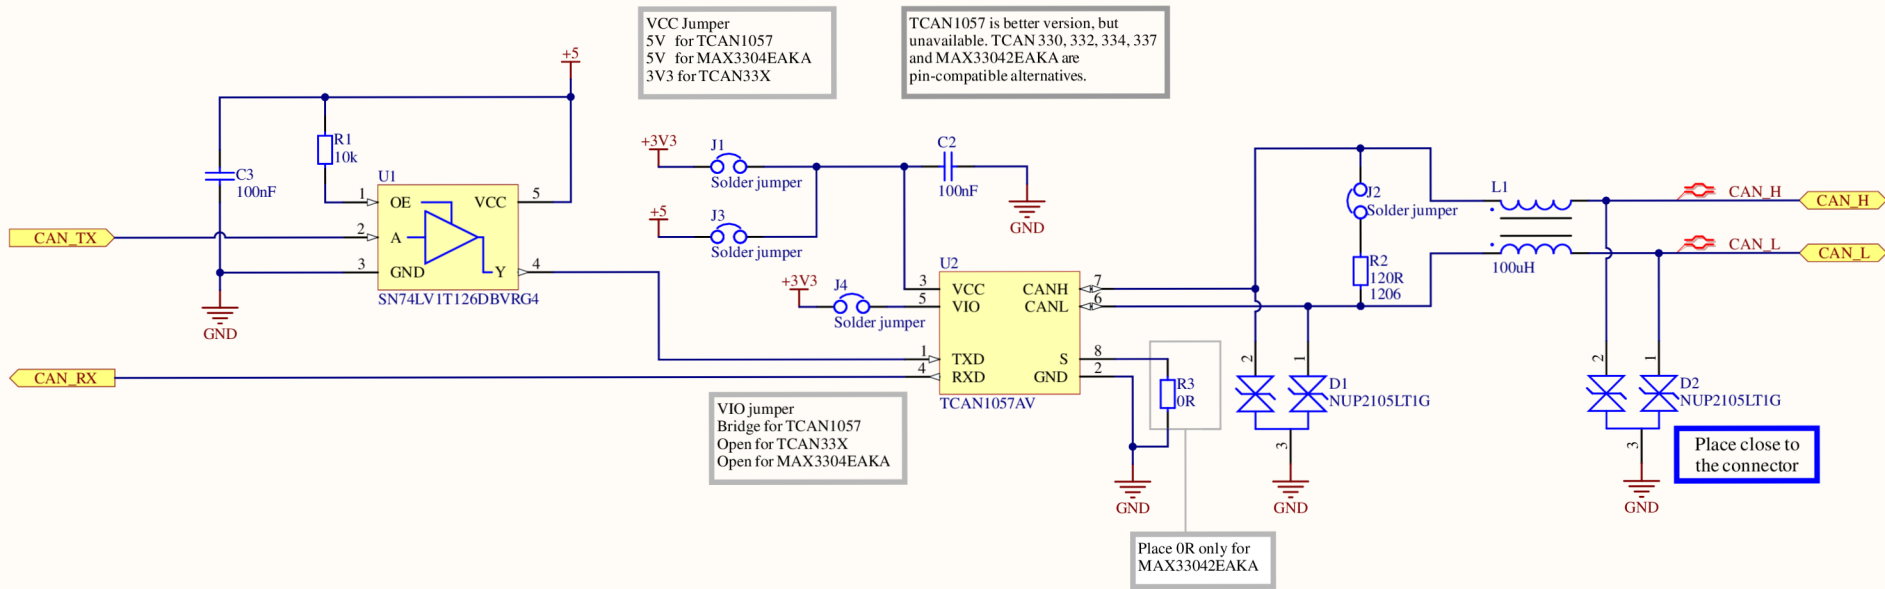 VCC Jumper
5V for TCAN1057
5V for MAX3304EAKA
3V3 for TCAN33X
TCAN1057 is better version, but
unavailable. TCAN 330, 332, 334, 337
and MAX33042EAKA are
pin-compatible alternatives.
+5
R1
10k
C3
100nF
U1
1
OE
VCC
5
CAN_TX
2
A
3
GND
Y
4
SN74LV1T126DBVRG4
GND
CAN_RX
+3V3
J1
Solder jumper
C2
100nF
GND
+5
J3
Solder jumper
+3V3
J4
Solder jumper
U2
3
VCC
CANH
7
5
VIO
CANL
6
1
TXD
S
8
4
RXD
GND
2
TCAN1057AV
R3
0R
GND
VIO jumper
Bridge for TCAN1057
Open for TCAN33X
Open for MAX3304EAKA
Place 0R only for
MAX33042EAKA
J2
Solder jumper
R2
120R
1206
L1
100uH
CAN_H
CAN_H
CAN_L
CAN_L
2
1
D1
NUP2105LT1G
3
GND
2
1
D2
NUP2105LT1G
3
GND
Place close to
the connector